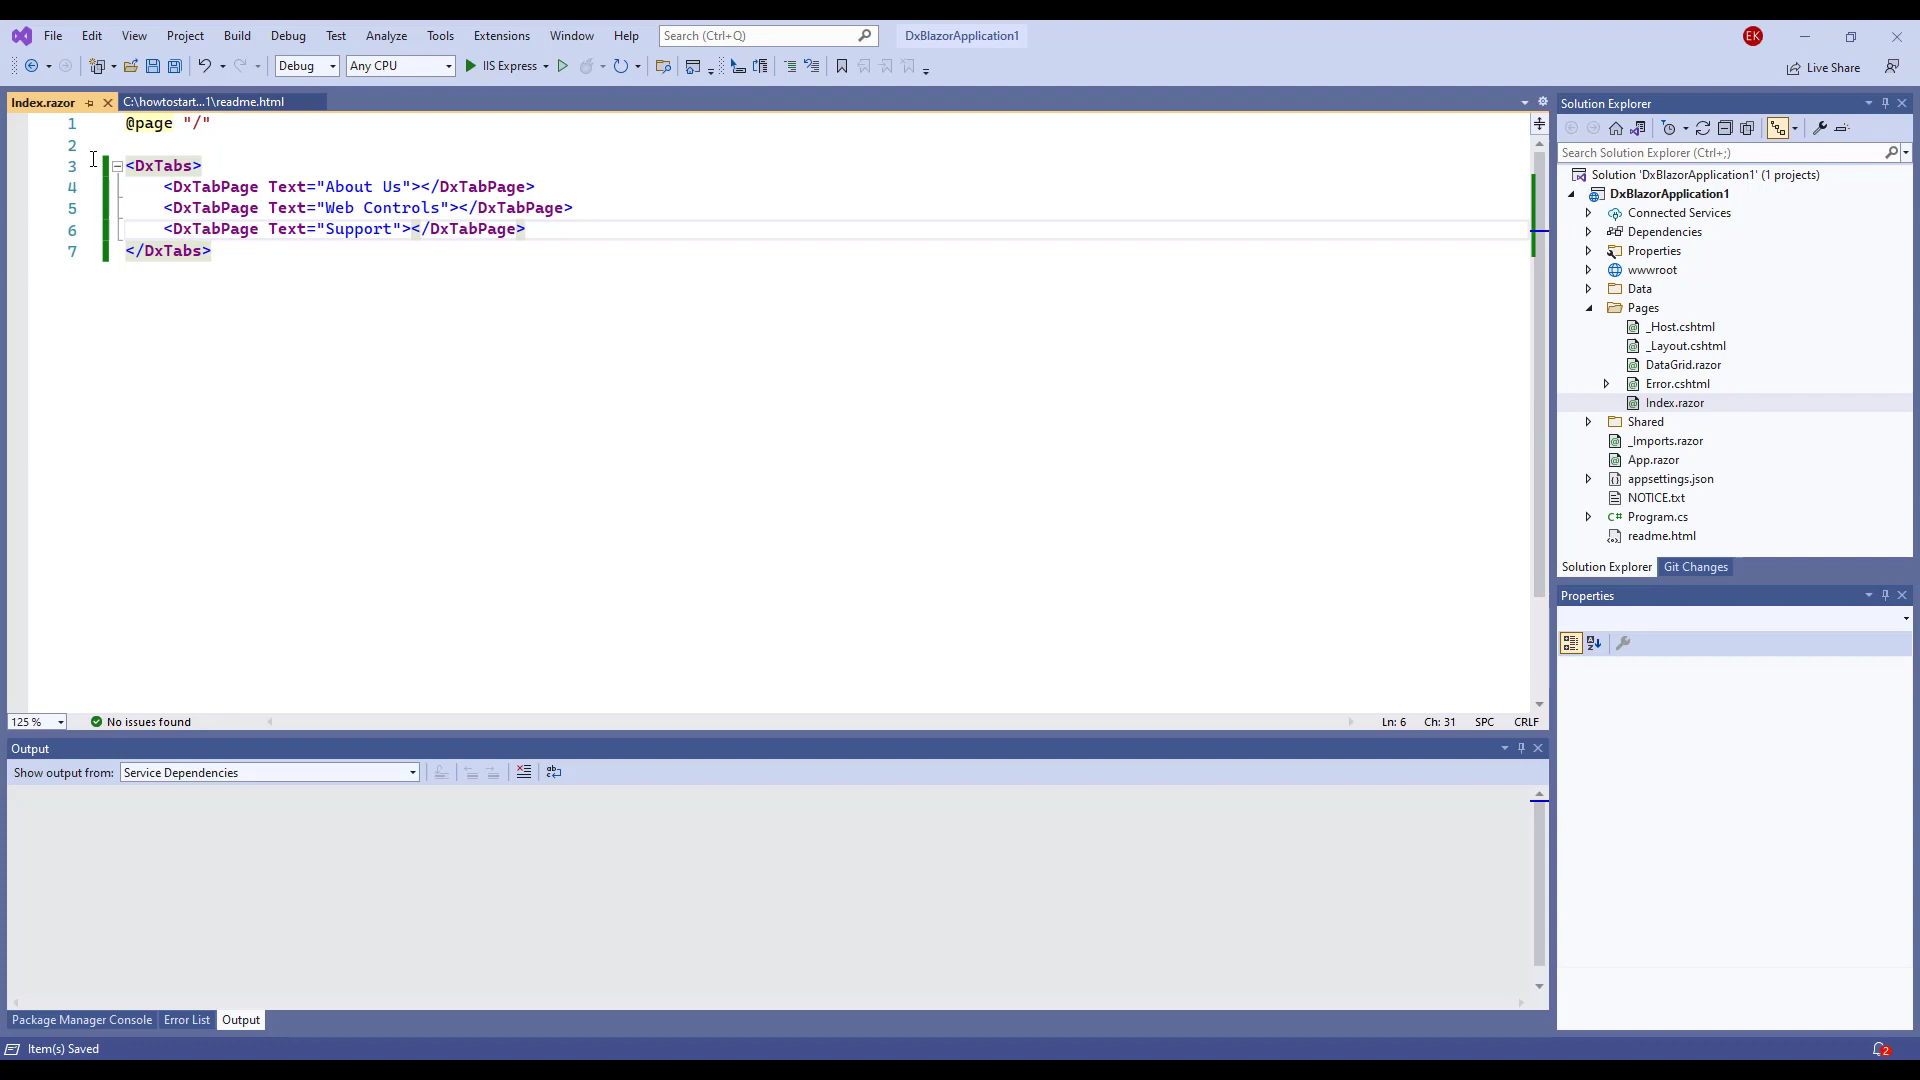 File Edit View Project Build Debug Test Analyze Tools Extensions Window Help Search (Ctrl+Q) DxBlazorApplication1 EK
Debug Any CPU IIS Express Live Share
Index.razor C:\howtostart...1\readme.html
1 @page "/"
2
3 <DxTabs>
4 <DxTabPage Text="About Us"></DxTabPage>
5 <DxTabPage Text="Web Controls"></DxTabPage>
6 <DxTabPage Text="Support"></DxTabPage>
7 </DxTabs>
125 % No issues found Ln: 6 Ch: 31 SPC CRLF
Output
Show output from: Service Dependencies
Package Manager Console Error List Output
Item(s) Saved 2
Solution Explorer
Search Solution Explorer (Ctrl+;)
Solution 'DxBlazorApplication1' (1 projects)
DxBlazorApplication1
Connected Services
Dependencies
Properties
wwwroot
Data
Pages
_Host.cshtml
_Layout.cshtml
DataGrid.razor
Error.cshtml
Index.razor
Shared
_Imports.razor
App.razor
appsettings.json
NOTICE.txt
C# Program.cs
readme.html
Solution Explorer Git Changes
Properties